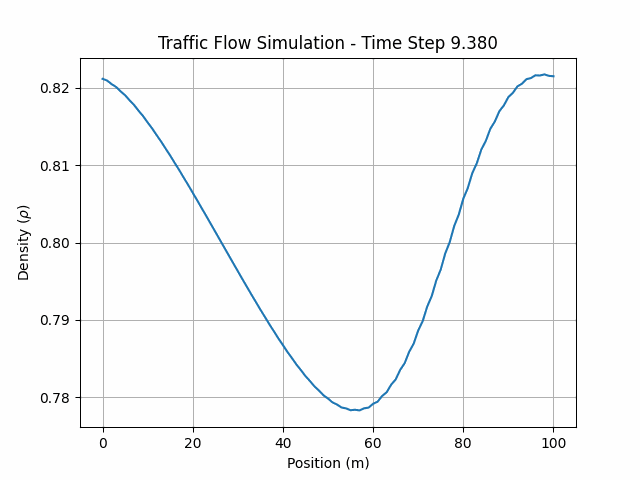 Traffic Flow Simulation - Time Step 9.380
Density (ρ)
0.82
0.81
0.80
0.79
0.78
0 20 40 60 80 100
Position (m)